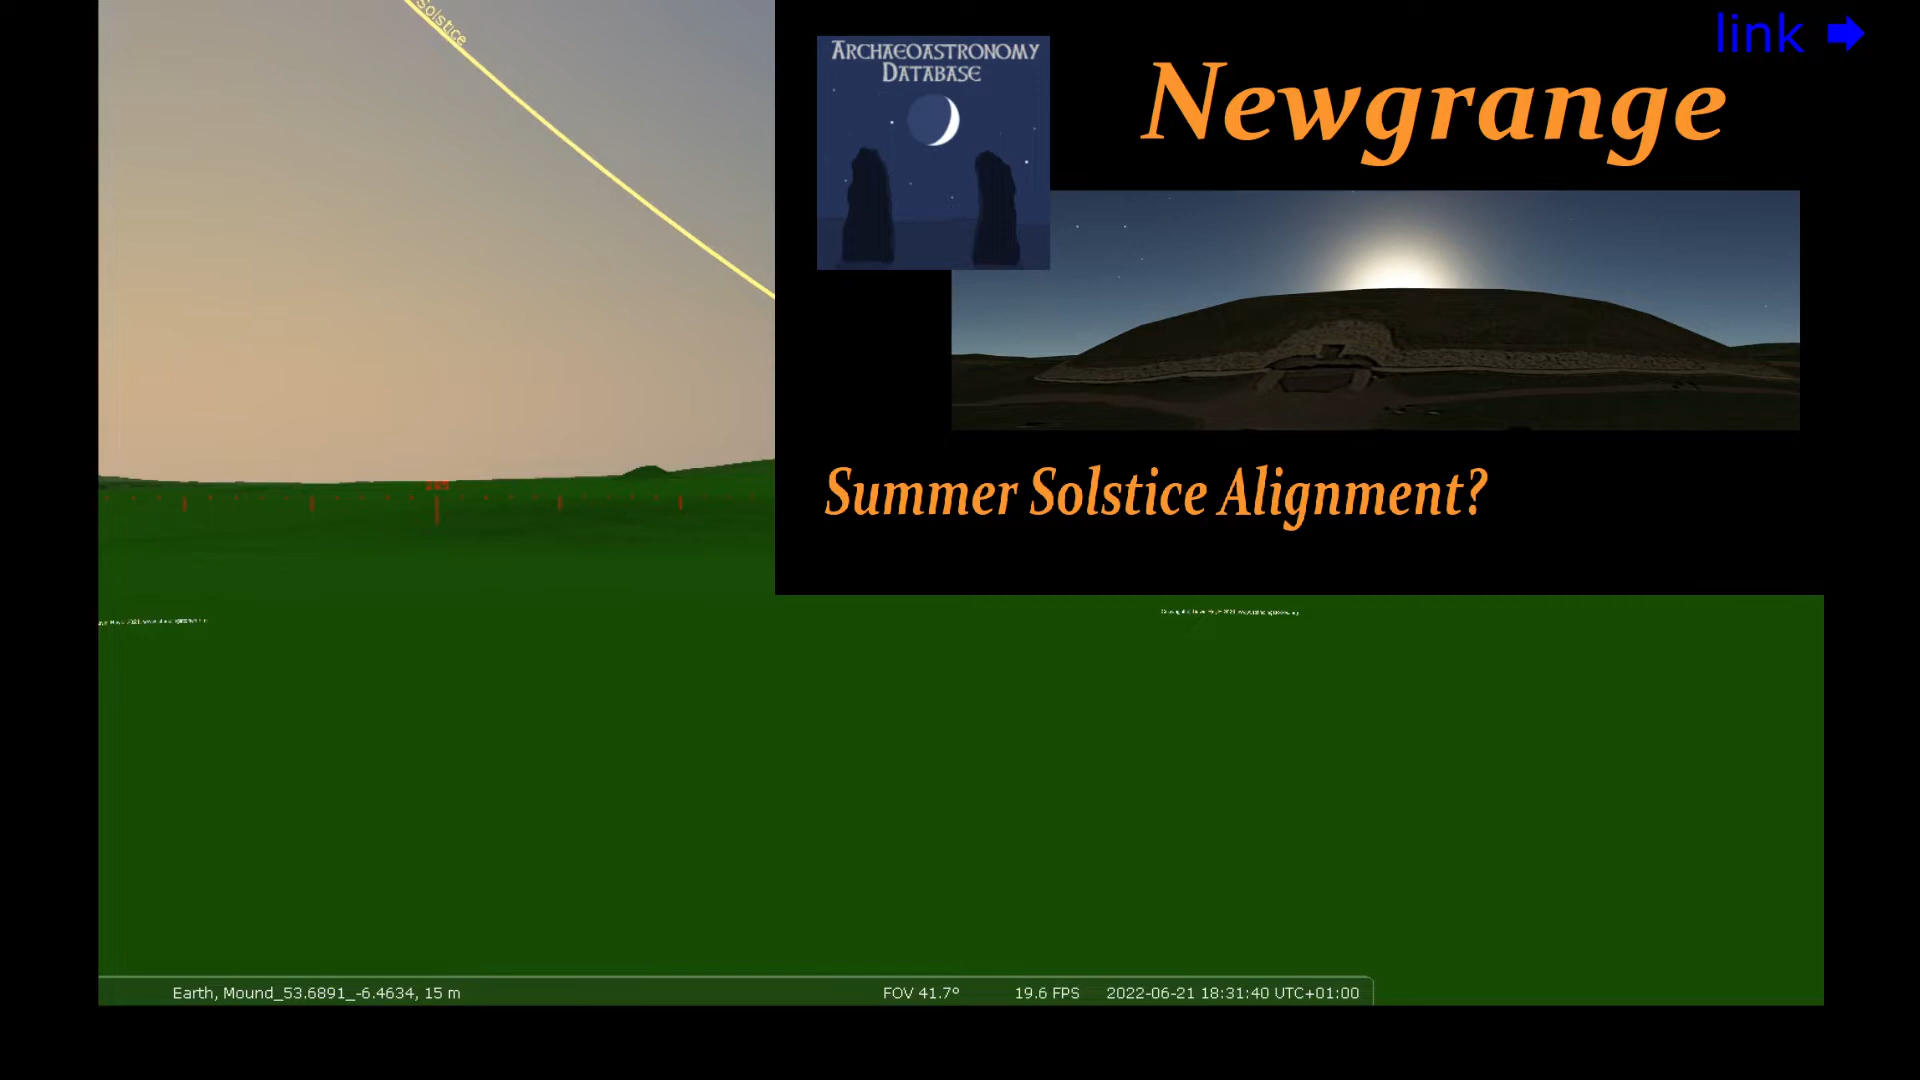 Solstice
link
ARCHAEOASTRONOMY
DATABASE
Newgrange
Summer Solstice Alignment?
Earth, Mound_53.6891_-6.4634, 15 m
FOV 41.7°
19.6 FPS
2022-06-21 18:31:40 UTC+01:00